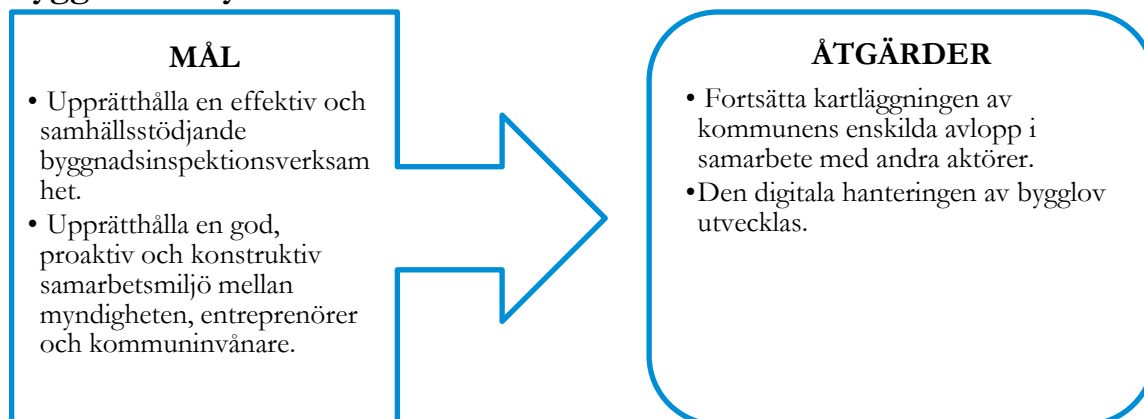 MÅL
• Upprätthålla en effektiv och
samhällsstödjande
byggnadsinspektionsverksam
het.
• Upprätthålla en god,
proaktiv och konstruktiv
samarbetsmiljö mellan
myndigheten, entreprenörer
och kommuninvånare.
ÅTGÄRDER
• Fortsätta kartläggningen av
kommunens enskilda avlopp i
samarbete med andra aktörer.
•Den digitala hanteringen av bygglov
utvecklas.